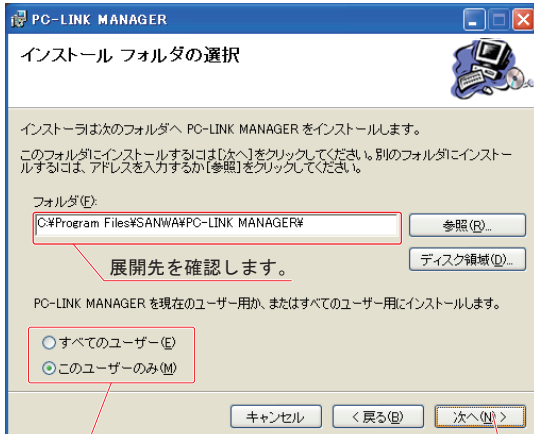 PC-LINK MANAGER
インストール フォルダの選択
インストーラは次のフォルダへ PC-LINK MANAGER をインストールします。
このフォルダにインストールするには[次へ]をクリックしてください。別のフォルダにインストー
ルするには、アドレスを入力するか[参照]をクリックしてください。
フォルダ(F):
C:¥Program Files¥SANWA¥PC-LINK MANAGER¥
参照(R)...
展開先を確認します。
ディスク領域(D)...
PC-LINK MANAGER を現在のユーザー用か、またはすべてのユーザー用にインストールします。
すべてのユーザー(E)
このユーザーのみ(M)
キャンセル
< 戻る(B)
次へ(N) >